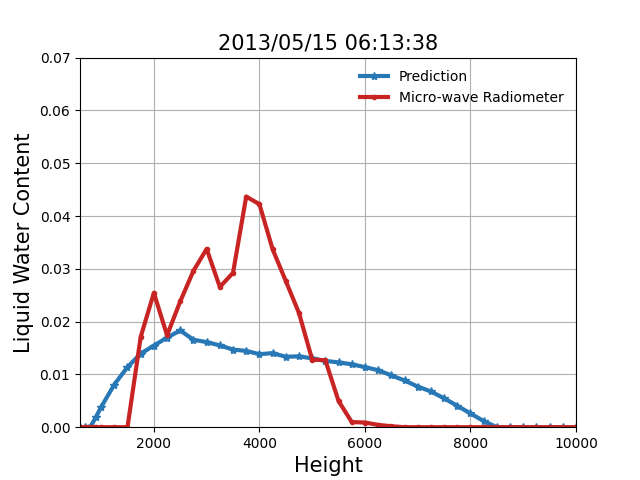 2013/05/15 06:13:38
0.07
0.06
0.05
0.04
0.03
0.02
0.01
0.00
Liquid Water Content
Prediction
Micro-wave Radiometer
2000 4000 6000 8000 10000
Height